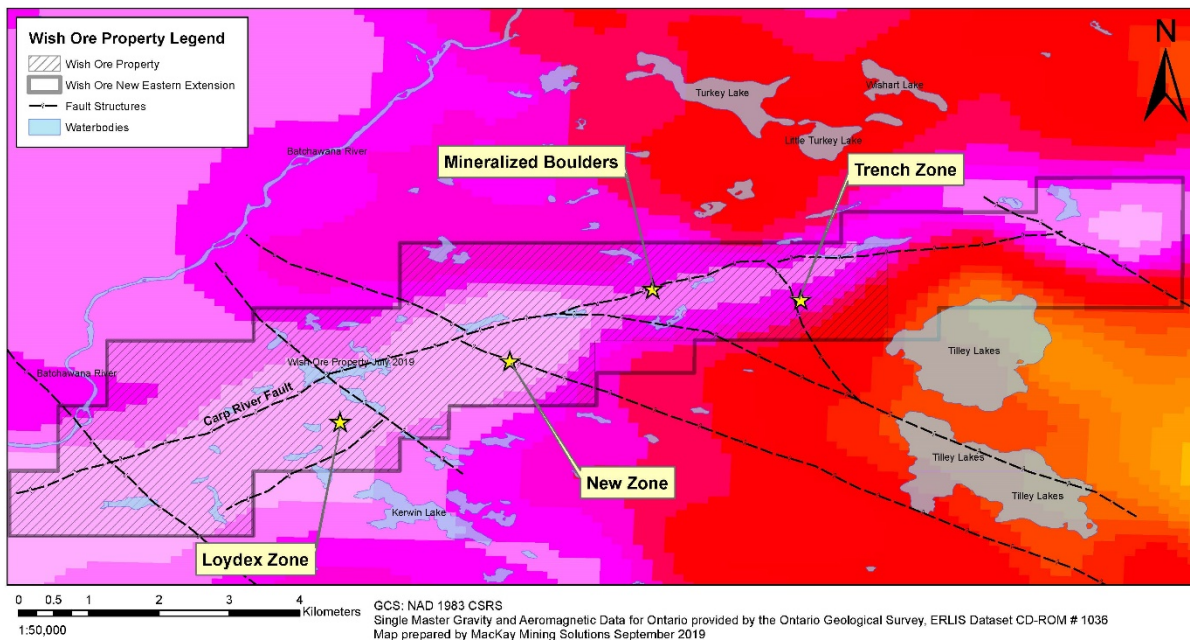 Wish Ore Property Legend
Wish Ore Property
Wish Ore New Eastern Extension
Fault Structures
Waterbodies
N
Turkey Lake
Wishart Lake
Little Turkey Lake
Batchawana River
Mineralized Boulders
Trench Zone
Wish Ore Property July 2019
Batchawana River
Carp River Fault
Tilley Lakes
Tilley Lakes
Tilley Lakes
New Zone
Kerwin Lake
Loydex Zone
0 0.5 1 2 3 4
Kilometers
1:50,000
GCS: NAD 1983 CSRS
Single Master Gravity and Aeromagnetic Data for Ontario provided by the Ontario Geological Survey, ERLIS Dataset CD-ROM # 1036
Map prepared by MacKay Mining Solutions September 2019